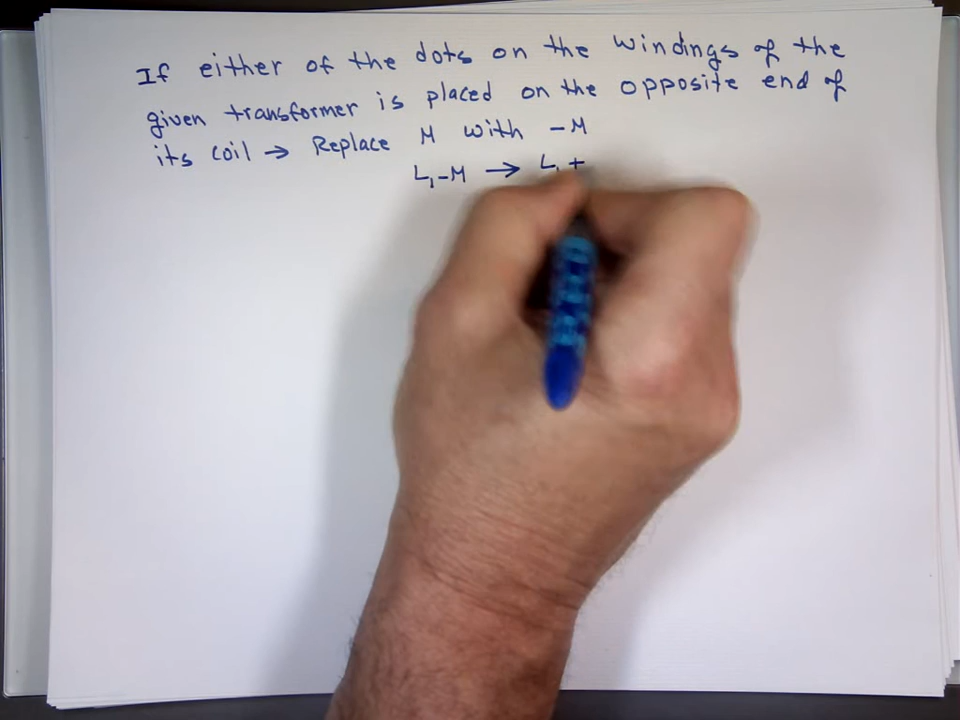 If either of the dots on the windings of the
given transformer is placed on the opposite end of
its coil → Replace M with -M
L₁-M → L₁+